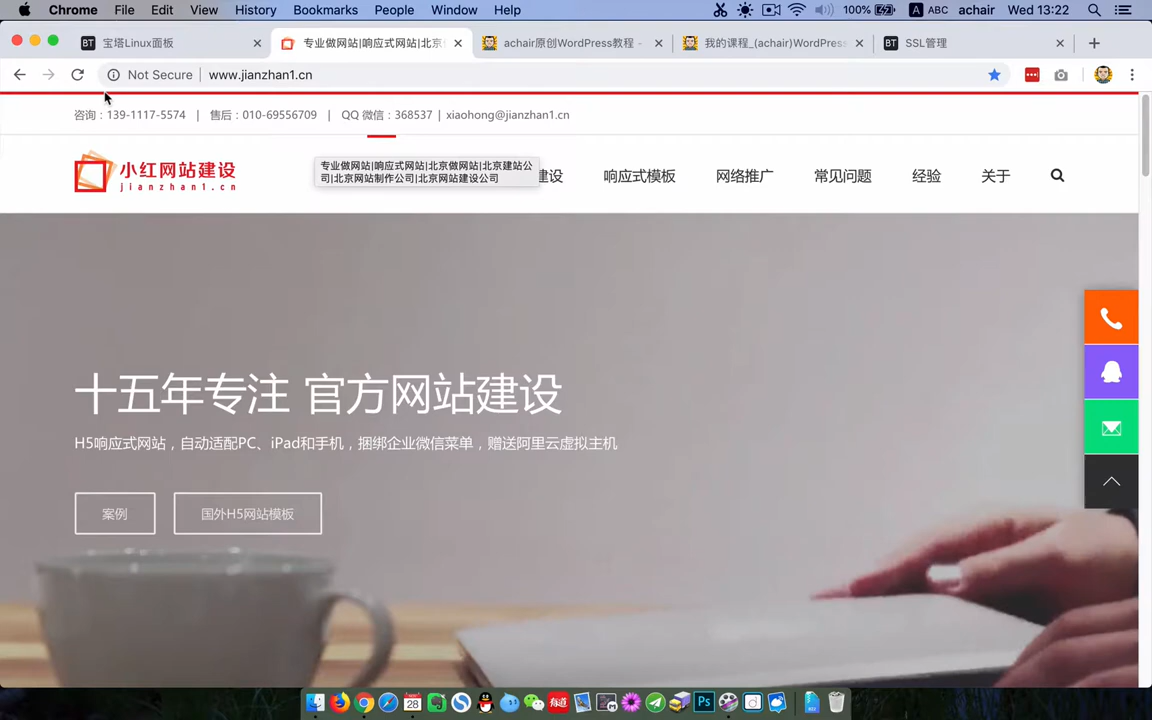 Chrome File Edit View History Bookmarks People Window Help 100% A ABC achair Wed 13:22
BT 宝塔Linux面板 专业做网站|响应式网站|北京 achair原创WordPress教程 - 我的课程_(achair)WordPress BT SSL管理
Not Secure www.jianzhan1.cn
咨询：139-1117-5574 | 售后：010-69556709 | QQ 微信：368537 | xiaohong@jianzhan1.cn
小红网站建设
jianzhan1.cn
专业做网站|响应式网站|北京做网站|北京建站公
司|北京网站制作公司|北京网站建设公司
建设 响应式模板 网络推广 常见问题 经验 关于
十五年专注 官方网站建设
H5响应式网站，自动适配PC、iPad和手机，捆绑企业微信菜单，赠送阿里云虚拟主机
案例 国外H5网站模板
28 有道 Ps